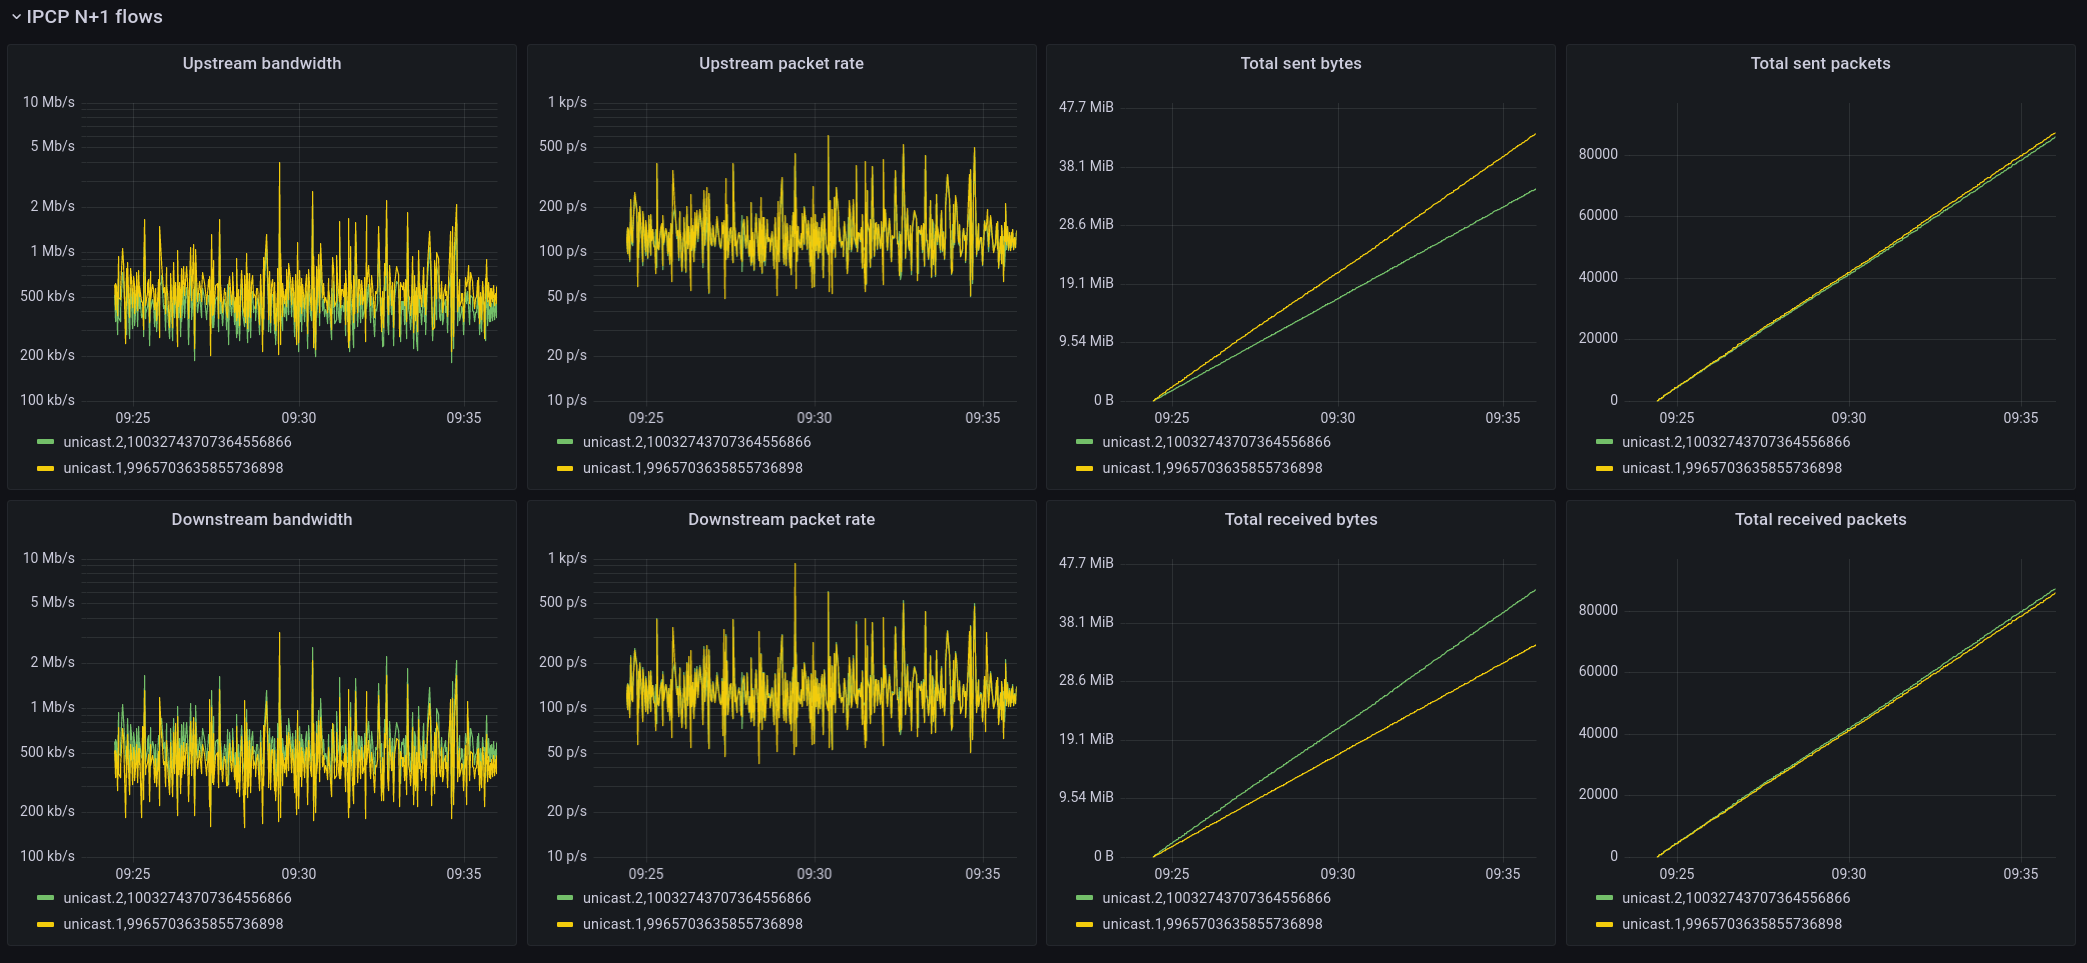 IPCP N+1 flows
Upstream bandwidth
10 Mb/s
5 Mb/s
2 Mb/s
1 Mb/s
500 kb/s
200 kb/s
100 kb/s
09:25 09:30 09:35
unicast.2,10032743707364556866
unicast.1,9965703635855736898
Upstream packet rate
1 kp/s
500 p/s
200 p/s
100 p/s
50 p/s
20 p/s
10 p/s
09:25 09:30 09:35
unicast.2,10032743707364556866
unicast.1,9965703635855736898
Total sent bytes
47.7 MiB
38.1 MiB
28.6 MiB
19.1 MiB
9.54 MiB
0 B
09:25 09:30 09:35
unicast.2,10032743707364556866
unicast.1,9965703635855736898
Total sent packets
80000
60000
40000
20000
0
09:25 09:30 09:35
unicast.2,10032743707364556866
unicast.1,9965703635855736898
Downstream bandwidth
10 Mb/s
5 Mb/s
2 Mb/s
1 Mb/s
500 kb/s
200 kb/s
100 kb/s
09:25 09:30 09:35
unicast.2,10032743707364556866
unicast.1,9965703635855736898
Downstream packet rate
1 kp/s
500 p/s
200 p/s
100 p/s
50 p/s
20 p/s
10 p/s
09:25 09:30 09:35
unicast.2,10032743707364556866
unicast.1,9965703635855736898
Total received bytes
47.7 MiB
38.1 MiB
28.6 MiB
19.1 MiB
9.54 MiB
0 B
09:25 09:30 09:35
unicast.2,10032743707364556866
unicast.1,9965703635855736898
Total received packets
80000
60000
40000
20000
0
09:25 09:30 09:35
unicast.2,10032743707364556866
unicast.1,9965703635855736898